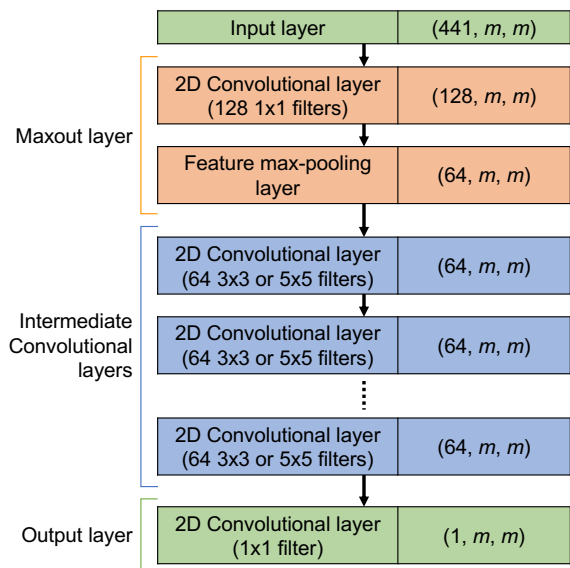 Input layer (441, m, m)
Maxout layer
2D Convolutional layer
(128 1x1 filters)
(128, m, m)
Feature max-pooling
layer
(64, m, m)
Intermediate
Convolutional
layers
2D Convolutional layer
(64 3x3 or 5x5 filters)
(64, m, m)
2D Convolutional layer
(64 3x3 or 5x5 filters)
(64, m, m)
2D Convolutional layer
(64 3x3 or 5x5 filters)
(64, m, m)
Output layer
2D Convolutional layer
(1x1 filter)
(1, m, m)